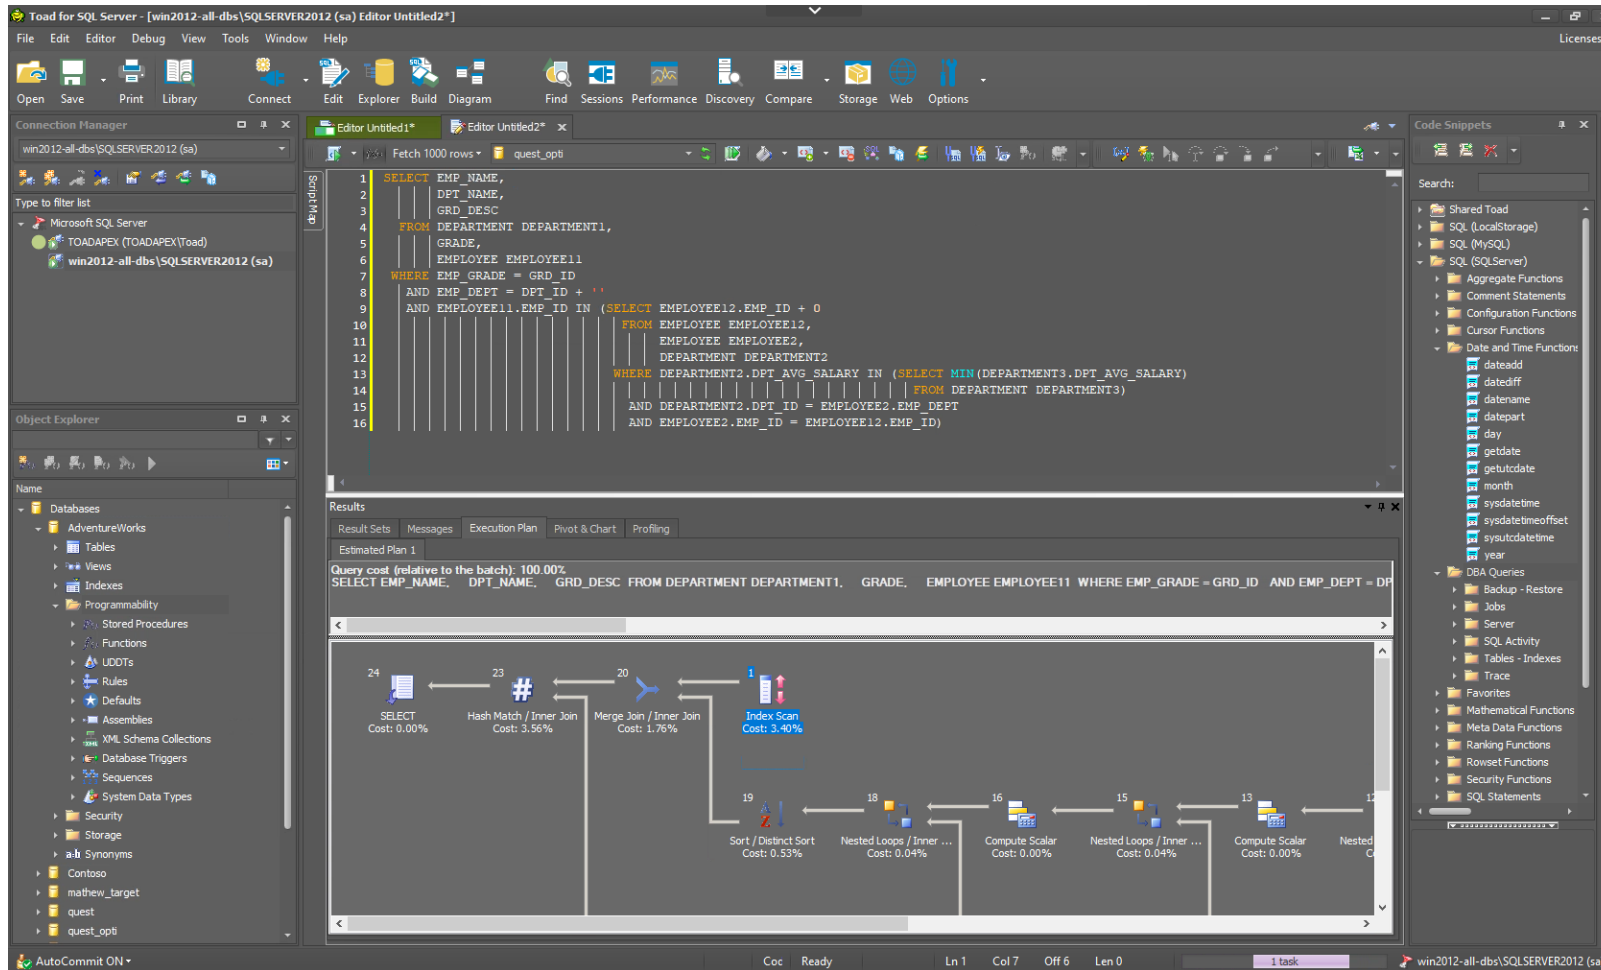 Toad for SQL Server - [win2012-all-dbs\SQLSERVER2012 (sa) Editor Untitled2*]
File Edit Editor Debug View Tools Window Help
Licenses
Open Save Print Library Connect Edit Explorer Build Diagram Find Sessions Performance Discovery Compare Storage Web Options
Connection Manager
win2012-all-dbs\SQLSERVER2012 (sa)
Type to filter list
Microsoft SQL Server
TOADAPEX (TOADAPEX\Toad)
win2012-all-dbs\SQLSERVER2012 (sa)
Object Explorer
Name
Databases
AdventureWorks
Tables
Views
Indexes
Programmability
Stored Procedures
Functions
UDDTs
Rules
Defaults
Assemblies
XML Schema Collections
Database Triggers
Sequences
System Data Types
Security
Storage
a-b Synonyms
Contoso
mathew_target
quest
quest_opti
Editor Untitled1*
Editor Untitled2*
Fetch 1000 rows
quest_opti
Script Map
1 SELECT EMP_NAME,
2 DPT_NAME,
3 GRD_DESC
4 FROM DEPARTMENT DEPARTMENT1,
5 GRADE,
6 EMPLOYEE EMPLOYEE11
7 WHERE EMP_GRADE = GRD_ID
8 AND EMP_DEPT = DPT_ID + ''
9 AND EMPLOYEE11.EMP_ID IN (SELECT EMPLOYEE12.EMP_ID + 0
10 FROM EMPLOYEE EMPLOYEE12,
11 EMPLOYEE EMPLOYEE2,
12 DEPARTMENT DEPARTMENT2
13 WHERE DEPARTMENT2.DPT_AVG_SALARY IN (SELECT MIN(DEPARTMENT3.DPT_AVG_SALARY)
14 FROM DEPARTMENT DEPARTMENT3)
15 AND DEPARTMENT2.DPT_ID = EMPLOYEE2.EMP_DEPT
16 AND EMPLOYEE2.EMP_ID = EMPLOYEE12.EMP_ID)
Results
Result Sets Messages Execution Plan Pivot & Chart Profiling
Estimated Plan 1
Query cost (relative to the batch): 100.00%
SELECT EMP_NAME, DPT_NAME, GRD_DESC FROM DEPARTMENT DEPARTMENT1, GRADE, EMPLOYEE EMPLOYEE11 WHERE EMP_GRADE = GRD_ID AND EMP_DEPT = DP
24 23 20 1
SELECT Hash Match / Inner Join Merge Join / Inner Join Index Scan
Cost: 0.00% Cost: 3.56% Cost: 1.76% Cost: 3.40%
19 18 16 15 13 12
Sort / Distinct Sort Nested Loops / Inner ... Compute Scalar Nested Loops / Inner ... Compute Scalar Nested
Cost: 0.53% Cost: 0.04% Cost: 0.00% Cost: 0.04% Cost: 0.00% C
Code Snippets
Search:
Shared Toad
SQL (LocalStorage)
SQL (MySQL)
SQL (SQLServer)
Aggregate Functions
Comment Statements
Configuration Functions
Cursor Functions
Date and Time Functions
dateadd
datediff
datename
datepart
day
getdate
getutcdate
month
sysdatetime
sysdatetimeoffset
sysutcdatetime
year
DBA Queries
Backup - Restore
Jobs
Server
SQL Activity
Tables - Indexes
Trace
Favorites
Mathematical Functions
Meta Data Functions
Ranking Functions
Rowset Functions
Security Functions
SQL Statements
AutoCommit ON
Coc Ready Ln 1 Col 7 Off 6 Len 0 1 task win2012-all-dbs\SQLSERVER2012 (sa